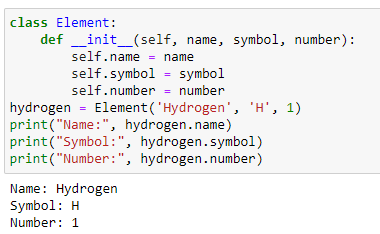 class Element:
    def __init__(self, name, symbol, number):
        self.name = name
        self.symbol = symbol
        self.number = number
hydrogen = Element('Hydrogen', 'H', 1)
print("Name:", hydrogen.name)
print("Symbol:", hydrogen.symbol)
print("Number:", hydrogen.number)
Name: Hydrogen
Symbol: H
Number: 1